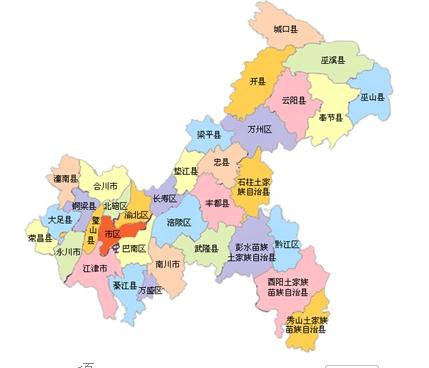 城口县
巫溪县
开县
云阳县
巫山县
奉节县
万州区
梁平县
忠县
垫江县
石柱土家
族自治县
潼南县
合川市
长寿区
丰都县
铜梁县
北碚区
渝北区
大足县
璧山县
市区
涪陵区
荣昌县
永川市
巴南区
武隆县
彭水苗族
土家族自治县
黔江区
江津市
南川市
綦江县
万盛区
酉阳土家族
苗族自治县
秀山土家族
苗族自治县